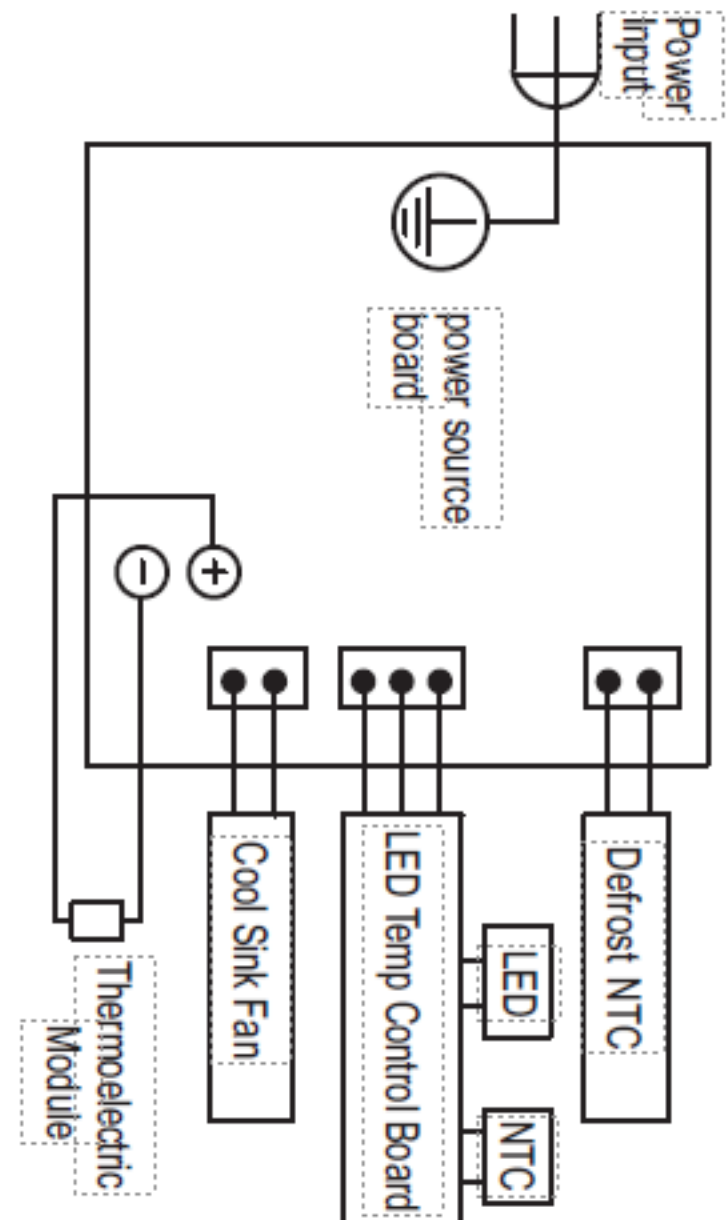 Power
Input
power source
board
+
−
Defrost NTC
LED
NTC
LED Temp Control Board
Cool Sink Fan
Thermoelectric
Module